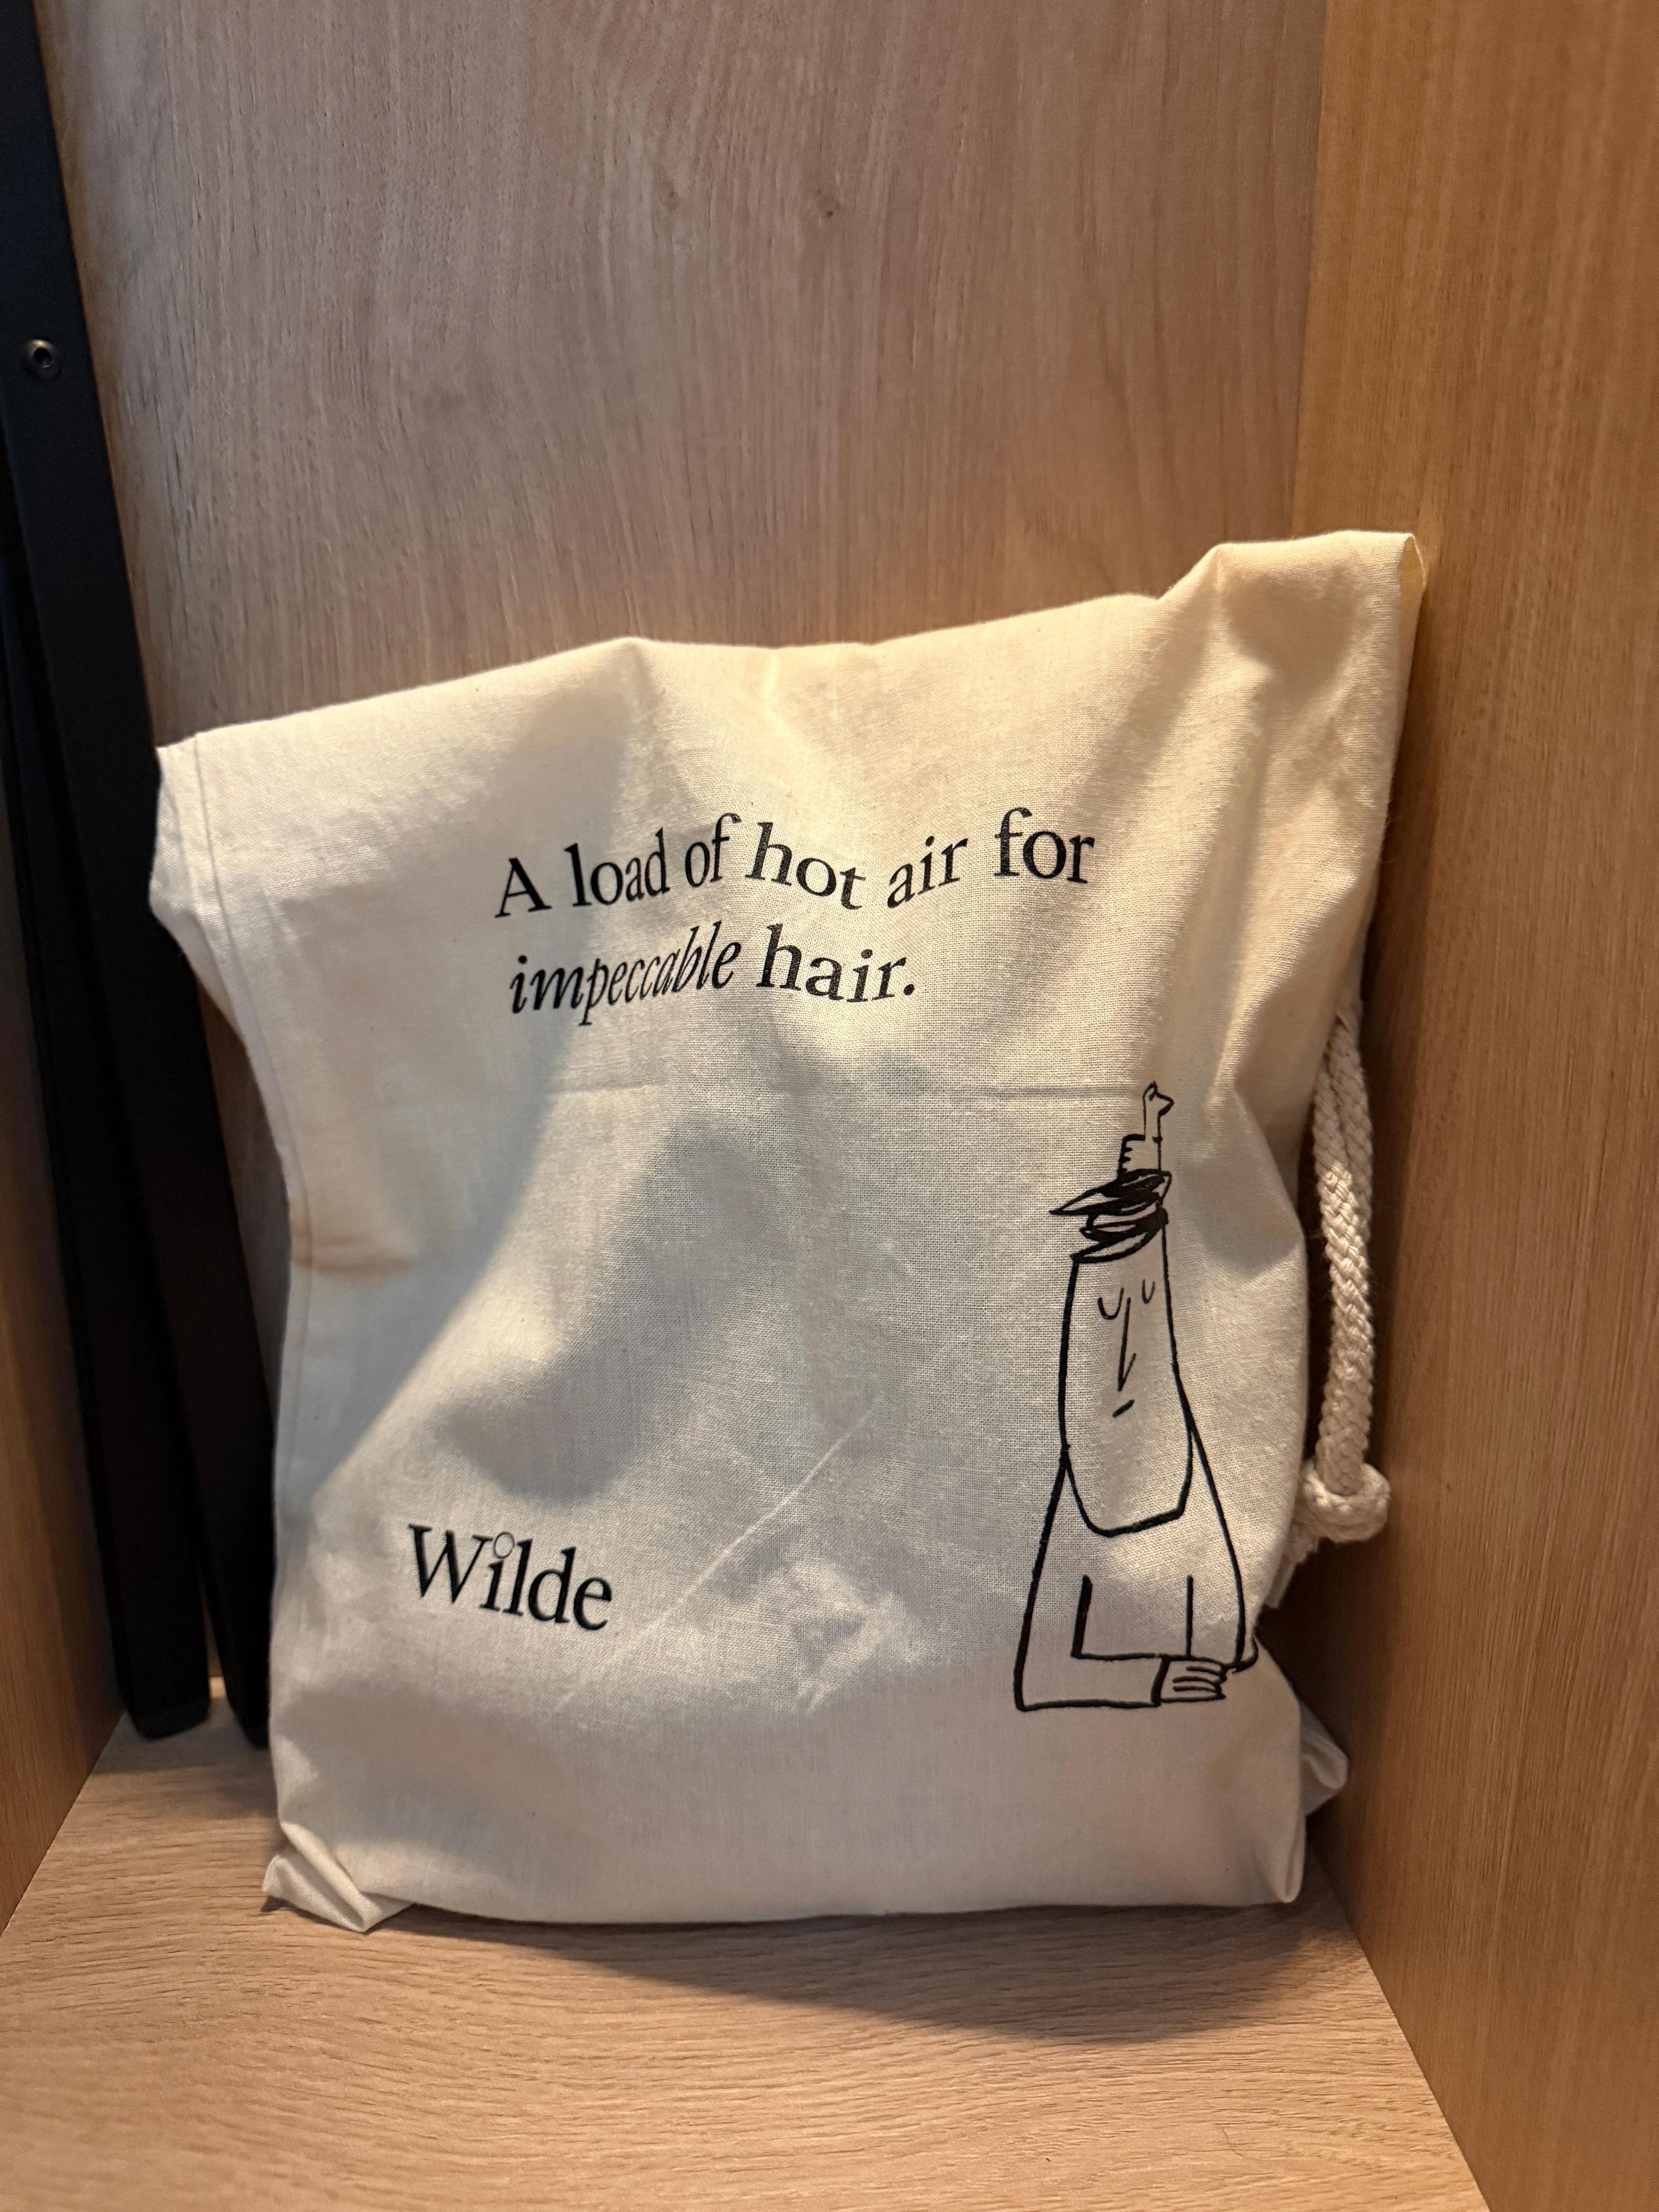 A load of hot air for
impeccable hair.
Wilde